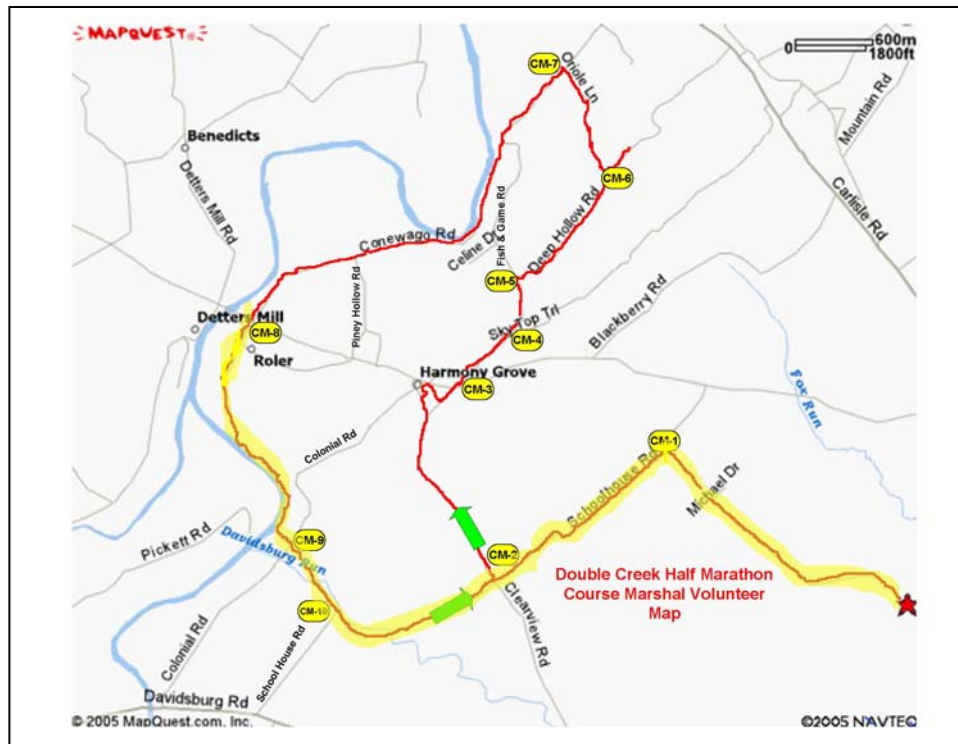 MAPQUEST®
0 600m
1800ft
CM-7
Oriole Ln
Benedicts
Mountain Rd
Detters Mill Rd
CM-6
Carlisle Rd
Fish & Game Rd
Deep Hollow Rd
Conewago Rd
Celine Dr
CM-5
Piney Hollow Rd
Blackberry Rd
Detters Mill
CM-8
Sky Top Trl
CM-4
Roler
Harmony Grove
CM-3
Fox Run
Colonial Rd
CM-1
Schoolhouse Rd
Michael Dr
Pickett Rd
Davidsburg Run
CM-9
CM-2
Double Creek Half Marathon
Course Marshal Volunteer
Map
CM-10
Clearview Rd
Colonial Rd
School House Rd
Davidsburg Rd
© 2005 MapQuest.com, Inc.
©2005 NAVTEQ